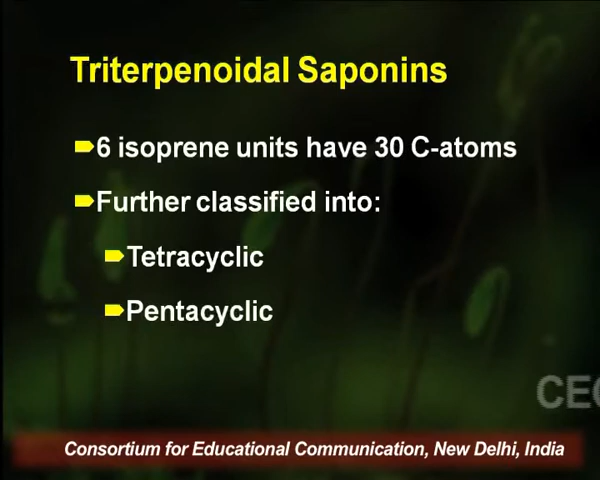 Triterpenoidal Saponins
6 isoprene units have 30 C-atoms
Further classified into:
Tetracyclic
Pentacyclic
CEC
Consortium for Educational Communication, New Delhi, India